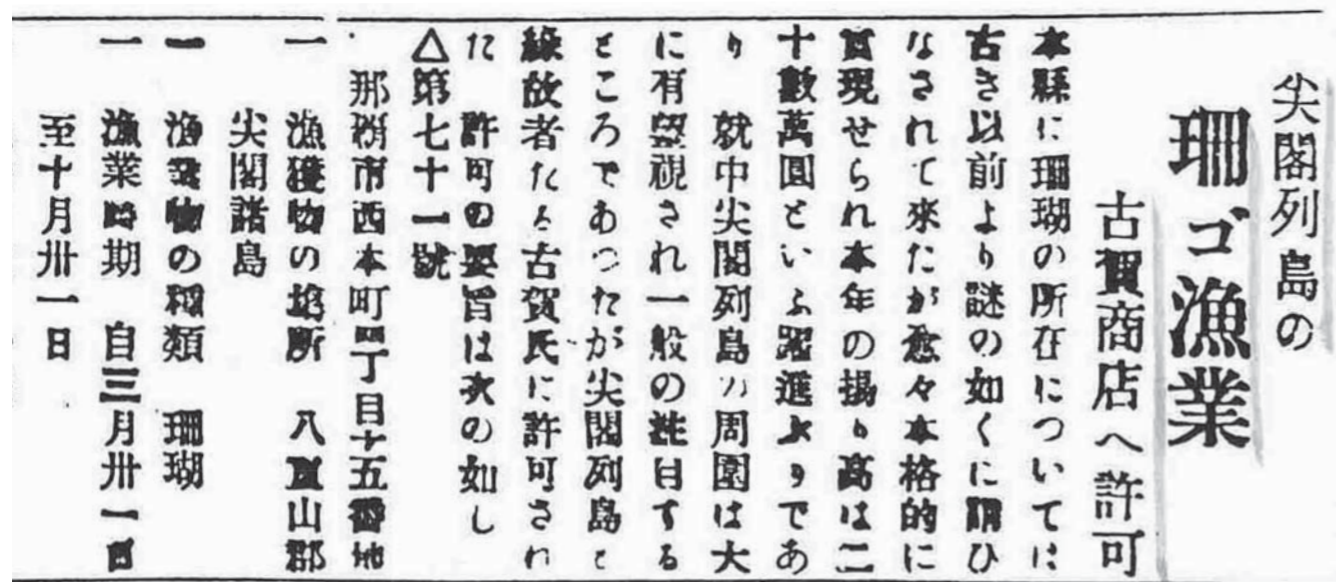 尖閣列島の
珊ゴ漁業
古賀商店へ許可
本縣に珊瑚の所在については
古き以前より謎の如くに謂ひ
なされて來たが愈々本格的に
實現せられ本年の揚り高は二
十數萬圓といふ躍進ぶりであ
り　就中尖閣列島の周圍は大
に有望視され一般の注目する
ところであつたが尖閣列島と
緣故者たる古賀氏に許可され
た　許可の要旨は次の如し
△第七十一號
那覇市西本町四丁目十五番地
一　漁獲物の塲所　八重山郡
尖閣諸島
一　漁獲物の種類　珊瑚
一　漁業時期　自三月卅一日
至十月卅一日